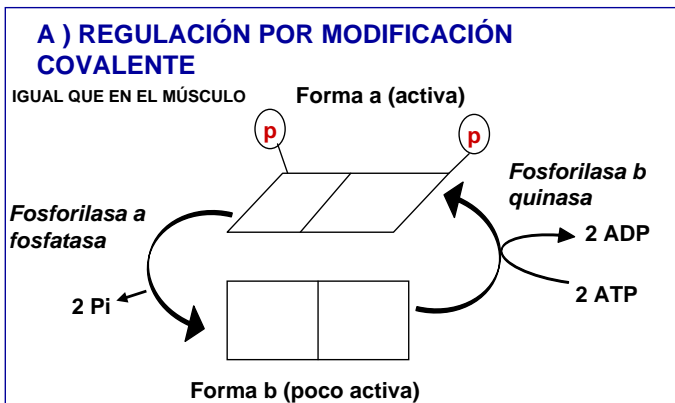 A ) REGULACIÓN POR MODIFICACIÓN
COVALENTE
IGUAL QUE EN EL MÚSCULO
Forma a (activa)
p
p
Fosforilasa b
quinasa
Fosforilasa a
fosfatasa
2 ADP
2 Pi
2 ATP
Forma b (poco activa)